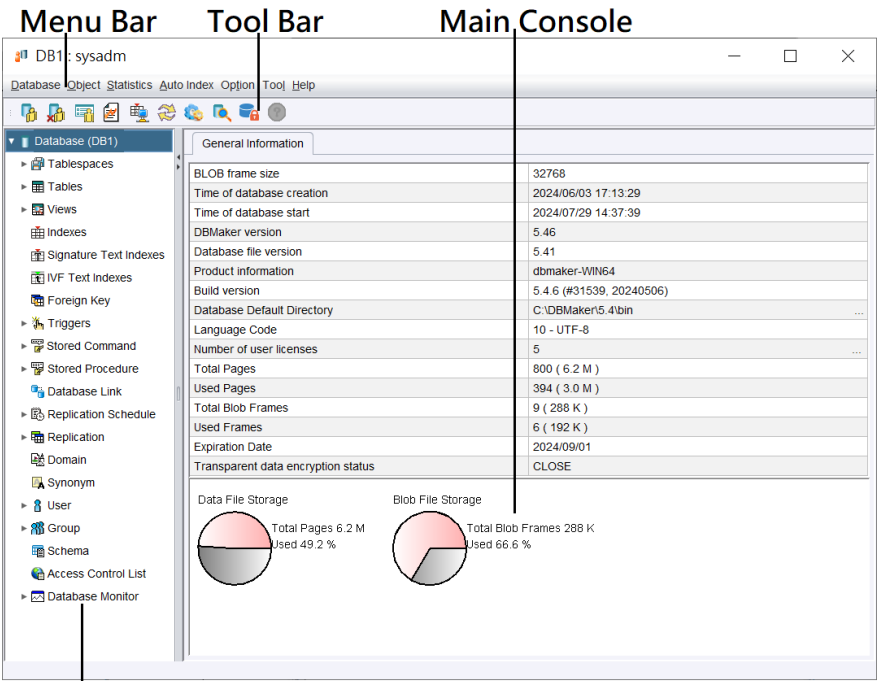 Menu Bar Tool Bar Main Console
DB1 : sysadm
Database Object Statistics Auto Index Option Tool Help
Database (DB1)
Tablespaces
Tables
Views
Indexes
Signature Text Indexes
IVF Text Indexes
Foreign Key
Triggers
Stored Command
Stored Procedure
Database Link
Replication Schedule
Replication
Domain
Synonym
User
Group
Schema
Access Control List
Database Monitor
General Information
BLOB frame size 32768
Time of database creation 2024/06/03 17:13:29
Time of database start 2024/07/29 14:37:39
DBMaker version 5.46
Database file version 5.41
Product information dbmaker-WIN64
Build version 5.4.6 (#31539, 20240506)
Database Default Directory C:\DBMaker\5.4\bin ...
Language Code 10 - UTF-8
Number of user licenses 5 ...
Total Pages 800 ( 6.2 M )
Used Pages 394 ( 3.0 M )
Total Blob Frames 9 ( 288 K )
Used Frames 6 ( 192 K )
Expiration Date 2024/09/01
Transparent data encryption status CLOSE
Data File Storage Blob File Storage
Total Pages 6.2 M Total Blob Frames 288 K
Used 49.2 % Used 66.6 %